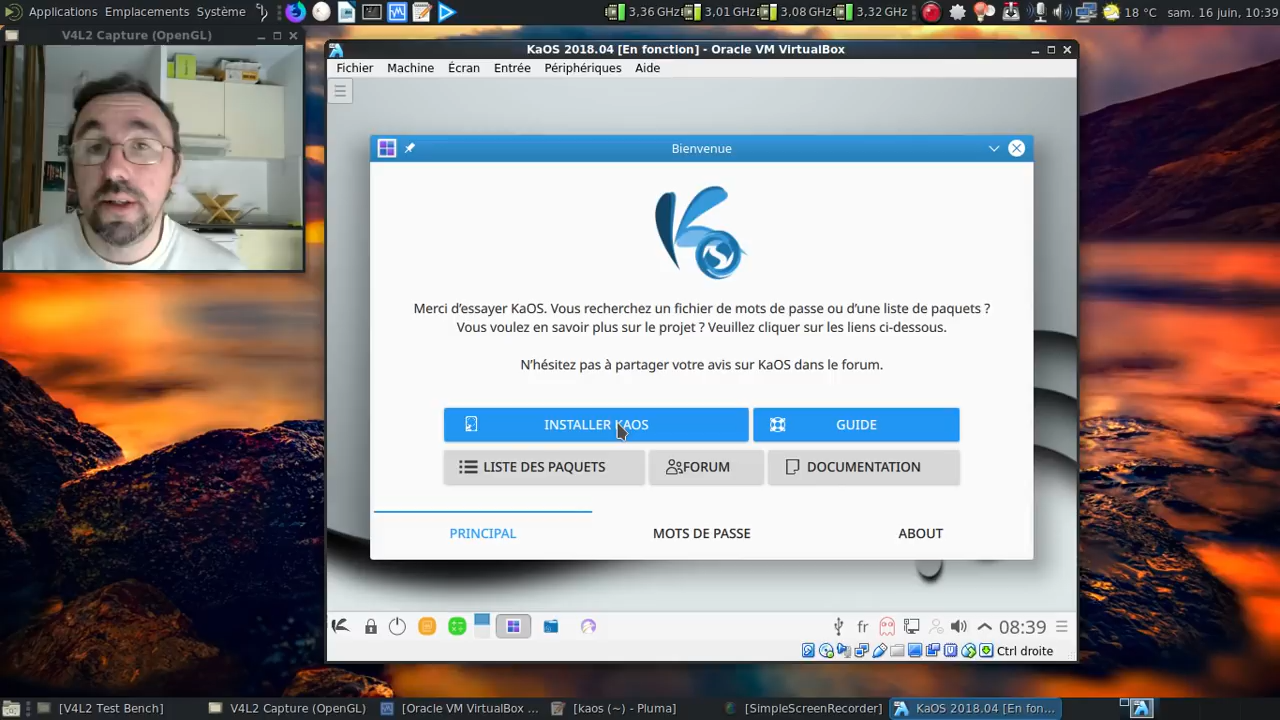 Applications Emplacements Système
3,36 GHz 3,01 GHz 3,08 GHz 3,32 GHz
18 °C sam. 16 juin, 10:39
V4L2 Capture (OpenGL)
KaOS 2018.04 [En fonction] - Oracle VM VirtualBox
Fichier Machine Écran Entrée Périphériques Aide
Bienvenue
Merci d’essayer KaOS. Vous recherchez un fichier de mots de passe ou d’une liste de paquets ?
Vous voulez en savoir plus sur le projet ? Veuillez cliquer sur les liens ci-dessous.
N’hésitez pas à partager votre avis sur KaOS dans le forum.
INSTALLER KAOS GUIDE
LISTE DES PAQUETS FORUM DOCUMENTATION
PRINCIPAL MOTS DE PASSE ABOUT
fr 08:39
Ctrl droite
[V4L2 Test Bench] V4L2 Capture (OpenGL) [Oracle VM VirtualBox ... [kaos (~) - Pluma] [SimpleScreenRecorder] KaOS 2018.04 [En fon...